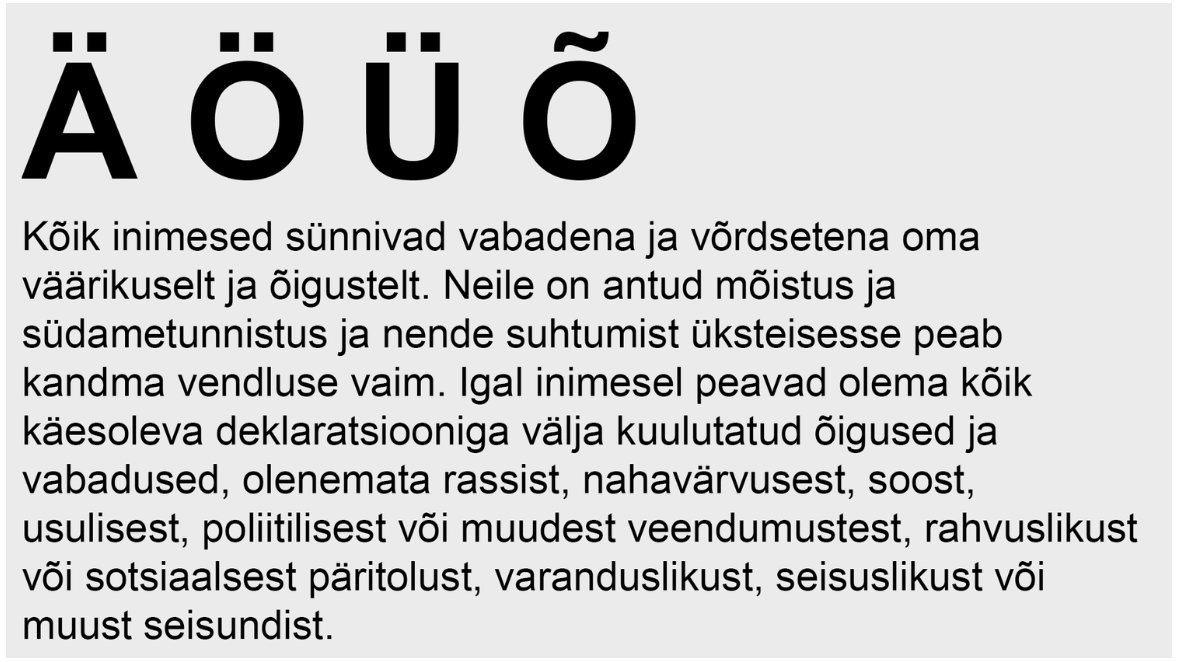 Ä Ö Ü Õ
Kõik inimesed sünnivad vabadena ja võrdsetena oma
väärikuselt ja õigustelt. Neile on antud mõistus ja
südametunnistus ja nende suhtumist üksteisesse peab
kandma vendluse vaim. Igal inimesel peavad olema kõik
käesoleva deklaratsiooniga välja kuulutatud õigused ja
vabadused, olenemata rassist, nahavärvusest, soost,
usulisest, poliitilisest või muudest veendumustest, rahvuslikust
või sotsiaalsest päritolust, varanduslikust, seisuslikust või
muust seisundist.